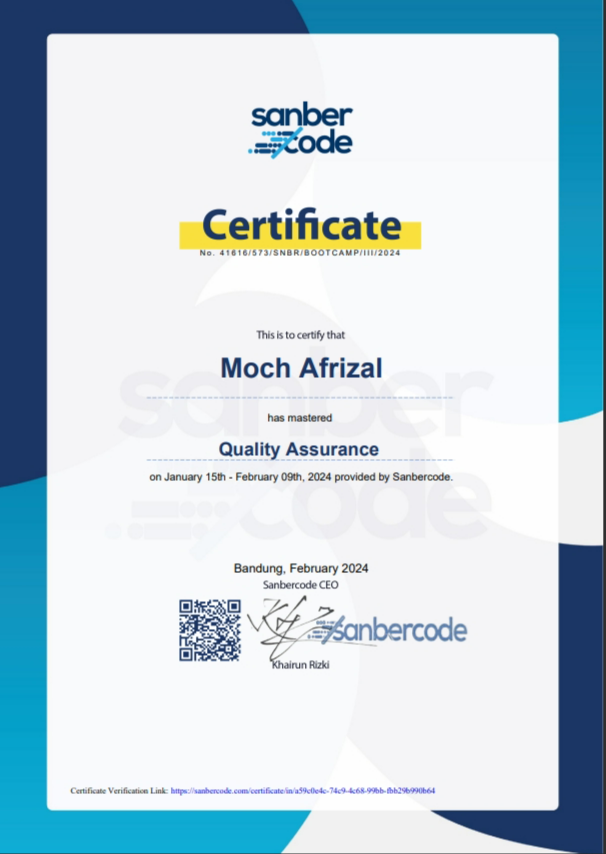 sanber
code
Certificate
No. 41616/573/SNBR/BOOTCAMP/III/2024
This is to certify that
Moch Afrizal
has mastered
Quality Assurance
on January 15th - February 09th, 2024 provided by Sanbercode.
sanber
code
Bandung, February 2024
Sanbercode CEO
sanbercode
Khairun Rizki
Certificate Verification Link: https://sanbercode.com/certificate/in/a59c0e4c-74c9-4c68-99bb-fbb29b990b64